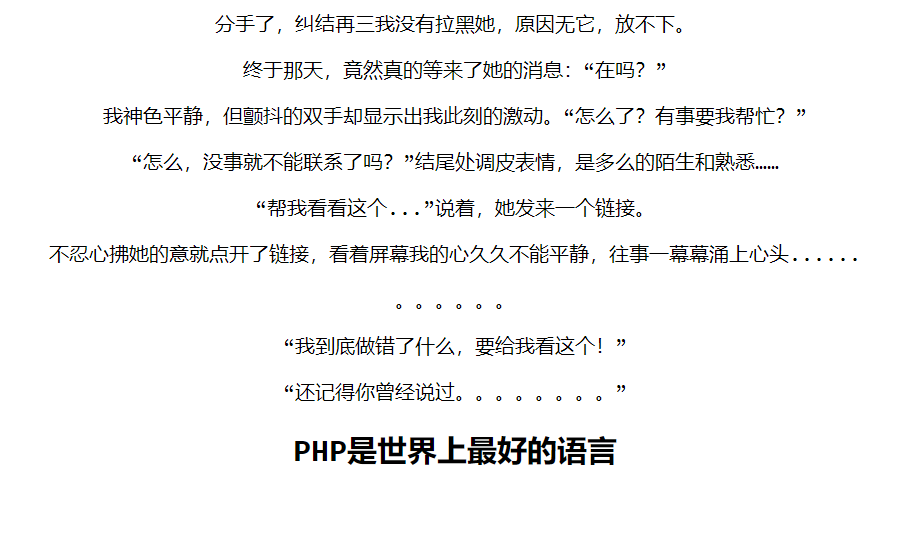 分手了，纠结再三我没有拉黑她，原因无它，放不下。
终于那天，竟然真的等来了她的消息：“在吗？”
我神色平静，但颤抖的双手却显示出我此刻的激动。“怎么了？有事要我帮忙？”
“怎么，没事就不能联系了吗？”结尾处调皮表情，是多么的陌生和熟悉……
“帮我看看这个...”说着，她发来一个链接。
不忍心拂她的意就点开了链接，看着屏幕我的心久久不能平静，往事一幕幕涌上心头......
。。。。。。
“我到底做错了什么，要给我看这个！”
“还记得你曾经说过。。。。。。。。”
PHP是世界上最好的语言